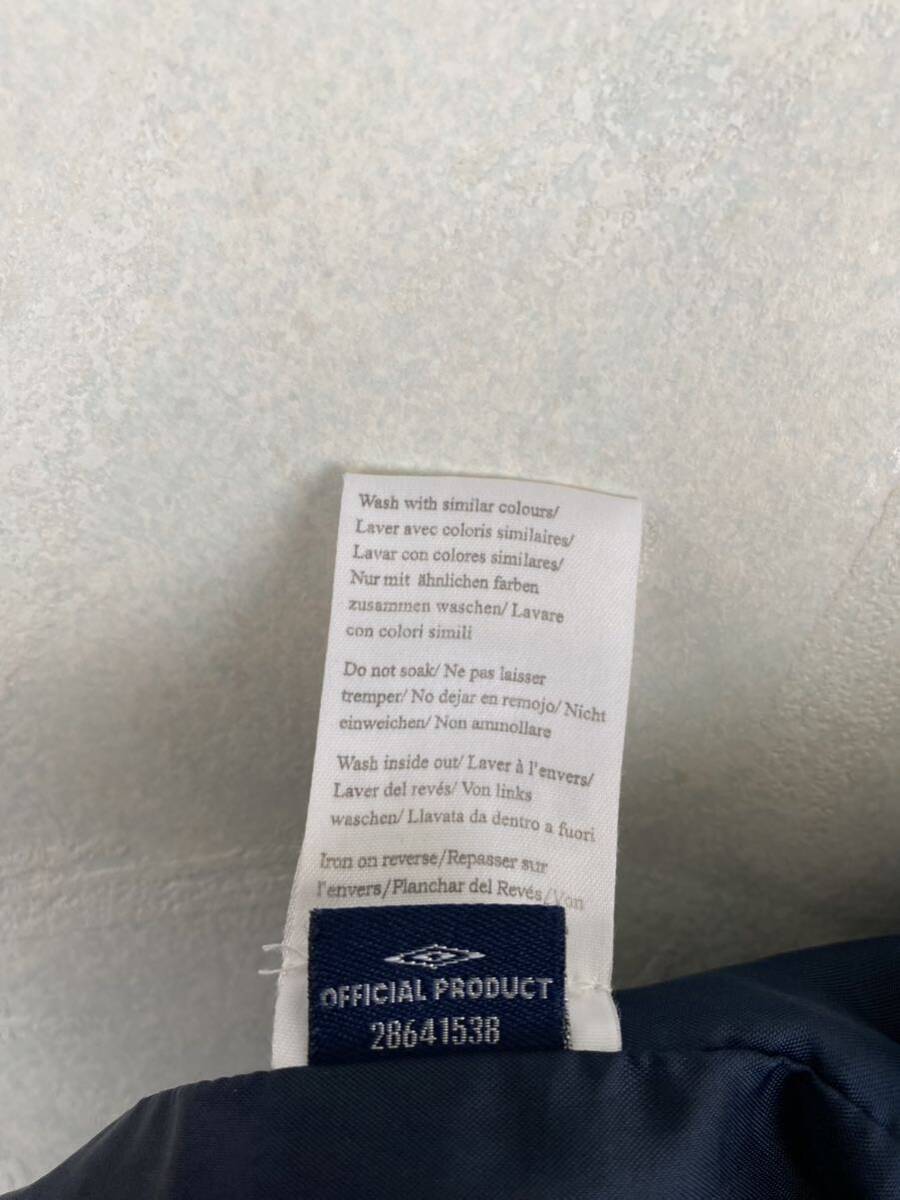 Wash with similar colours/
Laver avec coloris similaires/
Lavar con colores similares/
Nur mit ähnlichen farben
zusammen waschen/ Lavare
con colori simili
Do not soak/ Ne pas laisser
tremper/ No dejar en remojo/ Nicht
einweichen/ Non ammollare
Wash inside out/ Laver à l'envers/
Lavar del revés/ Von links
waschen/ Llavata da dentro a fuori
Iron on reverse/Repasser sur
l'envers/Planchar del Revés/Von
OFFICIAL PRODUCT
28641538